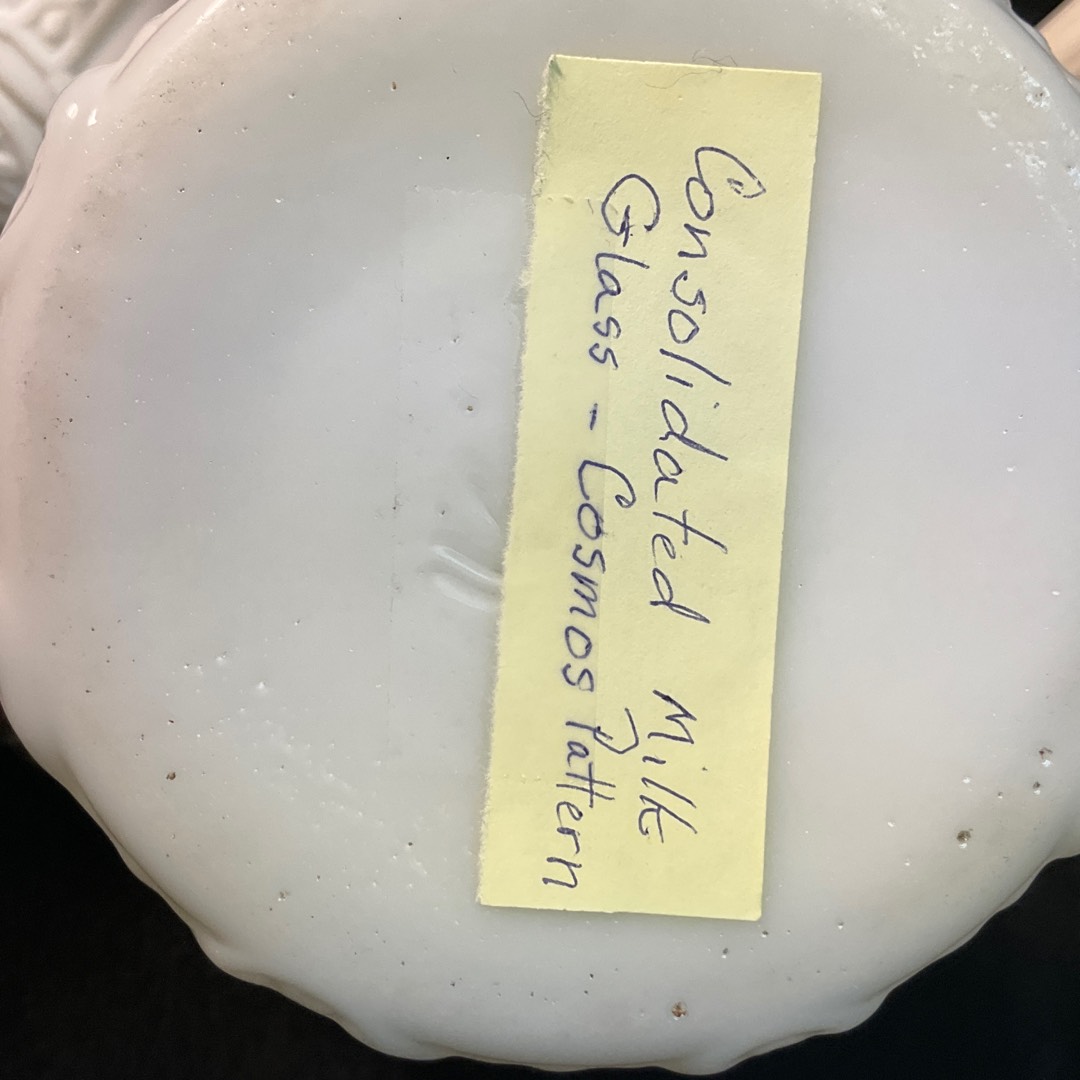 Consolidated Milk
Glass - Cosmos Pattern